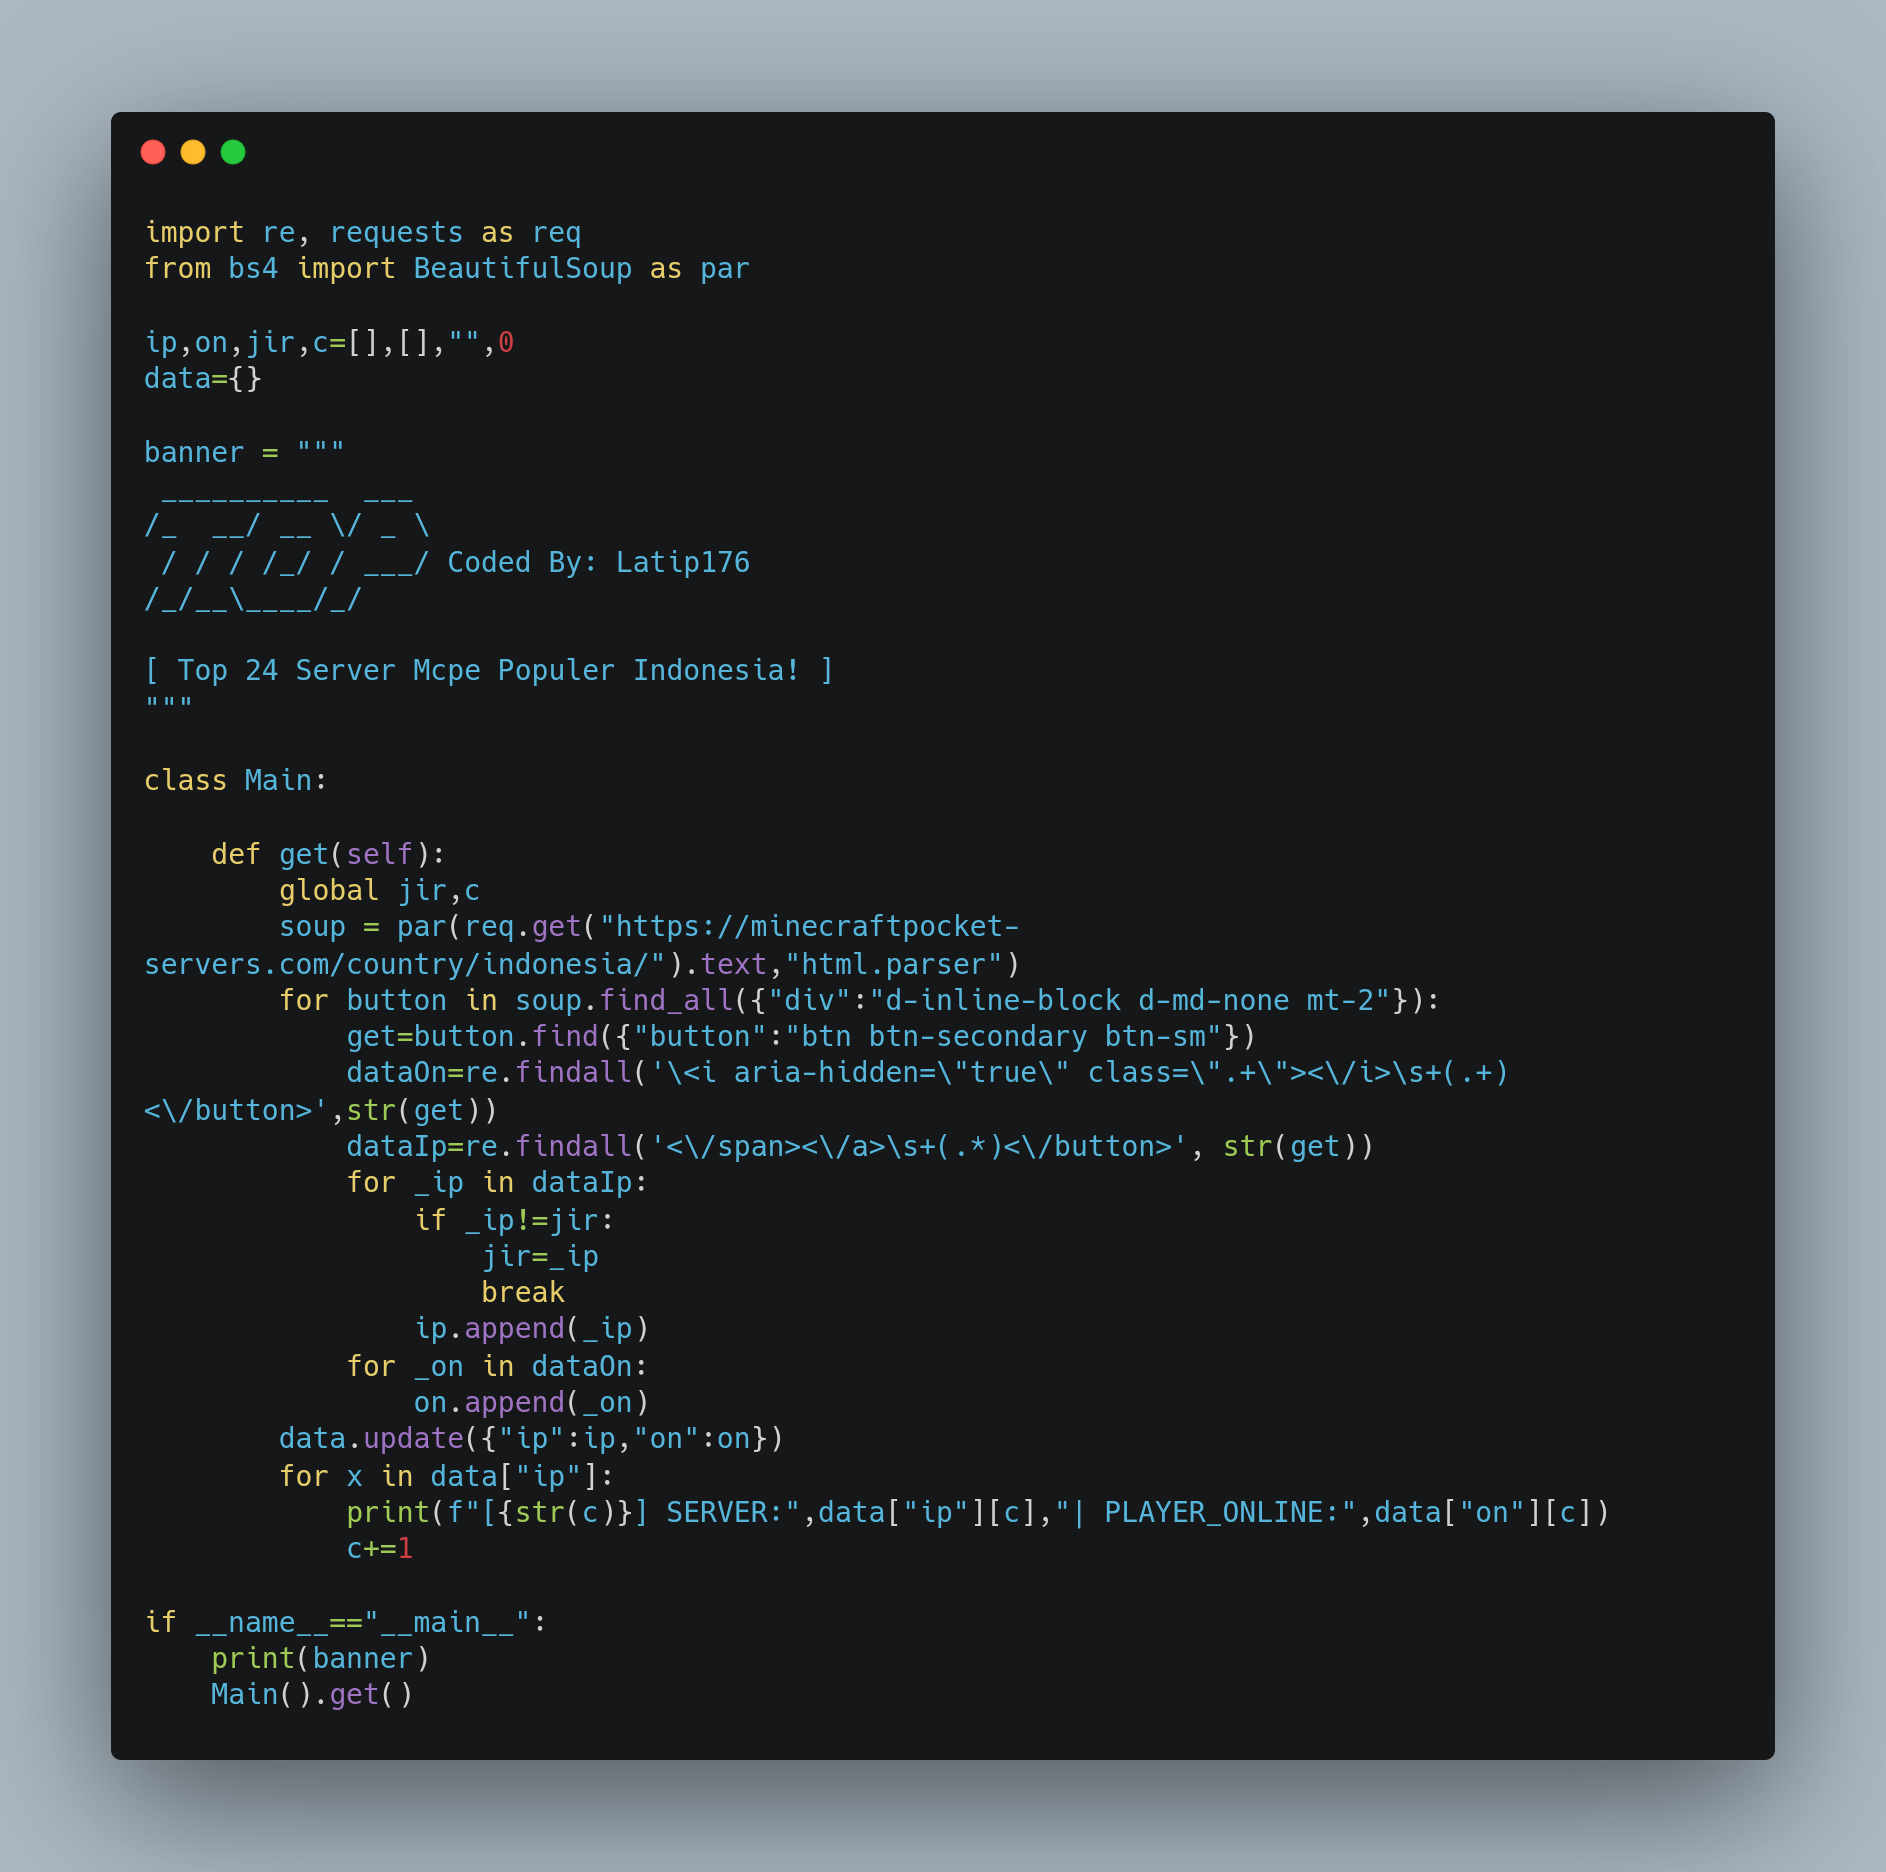 import re, requests as req
from bs4 import BeautifulSoup as par

ip,on,jir,c=[],[],"",0
data={}

banner = """
 __________  ___
/_  __/ __ \/ _ \
 / / / /_/ / ___/ Coded By: Latip176
/_/__\____/_/

[ Top 24 Server Mcpe Populer Indonesia! ]
"""

class Main:

    def get(self):
        global jir,c
        soup = par(req.get("https://minecraftpocket-
servers.com/country/indonesia/").text,"html.parser")
        for button in soup.find_all({"div":"d-inline-block d-md-none mt-2"}):
            get=button.find({"button":"btn btn-secondary btn-sm"})
            dataOn=re.findall('\<i aria-hidden=\"true\" class=\".+\"><\/i>\s+(.+)
<\/button>',str(get))
            dataIp=re.findall('<\/span><\/a>\s+(.*)<\/button>', str(get))
            for _ip in dataIp:
                if _ip!=jir:
                    jir=_ip
                    break
                ip.append(_ip)
            for _on in dataOn:
                on.append(_on)
        data.update({"ip":ip,"on":on})
        for x in data["ip"]:
            print(f"[{str(c)}] SERVER:",data["ip"][c],"| PLAYER_ONLINE:",data["on"][c])
            c+=1

if __name__=="__main__":
    print(banner)
    Main().get()